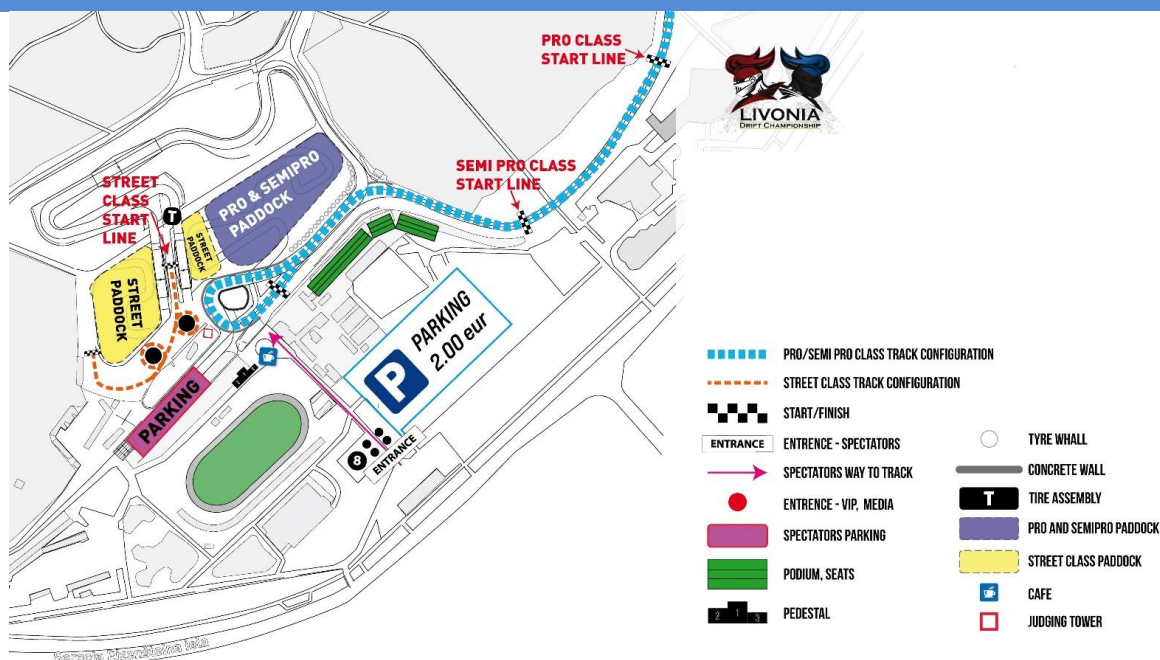 PRO CLASS
START LINE
LIVONIA
DRIFT CHAMPIONSHIP
SEMI PRO CLASS
START LINE
STREET
CLASS
START
LINE
T
PRO & SEMIPRO
PADDOCK
STREET
PADDOCK
STREET
PADDOCK
PARKING
2.00 eur
P
PARKING
8
ENTRANCE
Sergeja Eizenšteina iela
PRO/SEMI PRO CLASS TRACK CONFIGURATION
STREET CLASS TRACK CONFIGURATION
START/FINISH
ENTRANCE ENTRENCE - SPECTATORS
SPECTATORS WAY TO TRACK
ENTRENCE - VIP, MEDIA
SPECTATORS PARKING
PODIUM, SEATS
2 1 3 PEDESTAL
TYRE WHALL
CONCRETE WALL
T TIRE ASSEMBLY
PRO AND SEMIPRO PADDOCK
STREET CLASS PADDOCK
CAFE
JUDGING TOWER